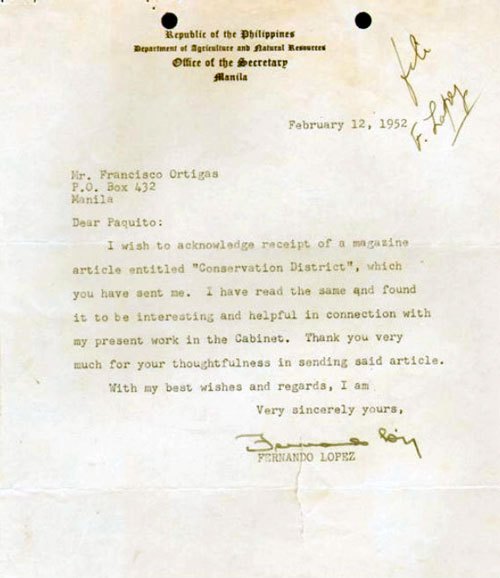 Republic of the Philippines
Department of Agriculture and Natural Resources
Office of the Secretary
Manila
file
F. Lopez
February 12, 1952
Mr. Francisco Ortigas
P.O. Box 432
Manila
Dear Paquito:
I wish to acknowledge receipt of a magazine
article entitled "Conservation District", which
you have sent me. I have read the same and found
it to be interesting and helpful in connection with
my present work in the Cabinet. Thank you very
much for your thoughtfulness in sending said article.
With my best wishes and regards, I am
Very sincerely yours,
FERNANDO LOPEZ